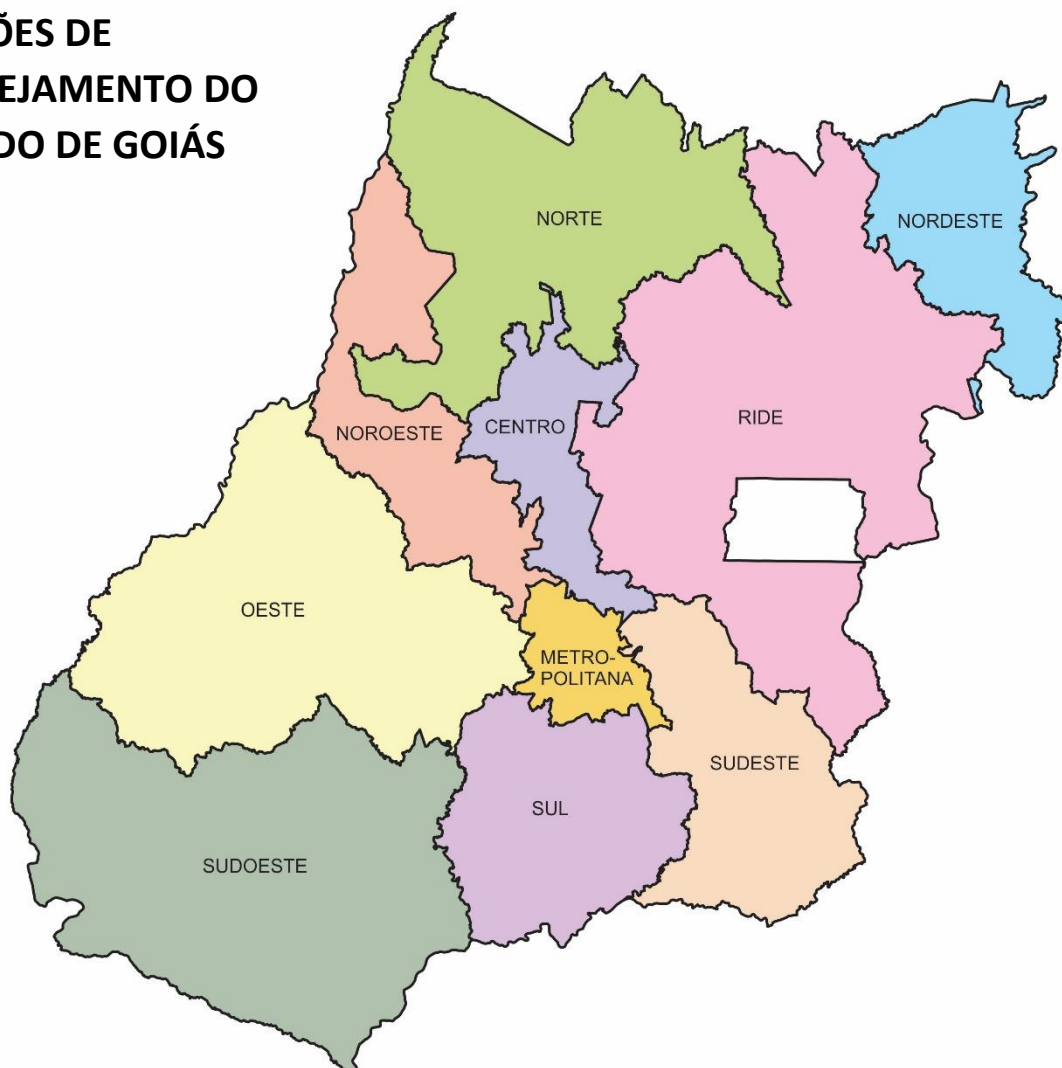 ÕES DE
EJAMENTO DO
DO DE GOIÁS
NORTE
NORDESTE
NOROESTE
CENTRO
RIDE
OESTE
METRO-
POLITANA
SUDESTE
SUL
SUDOESTE